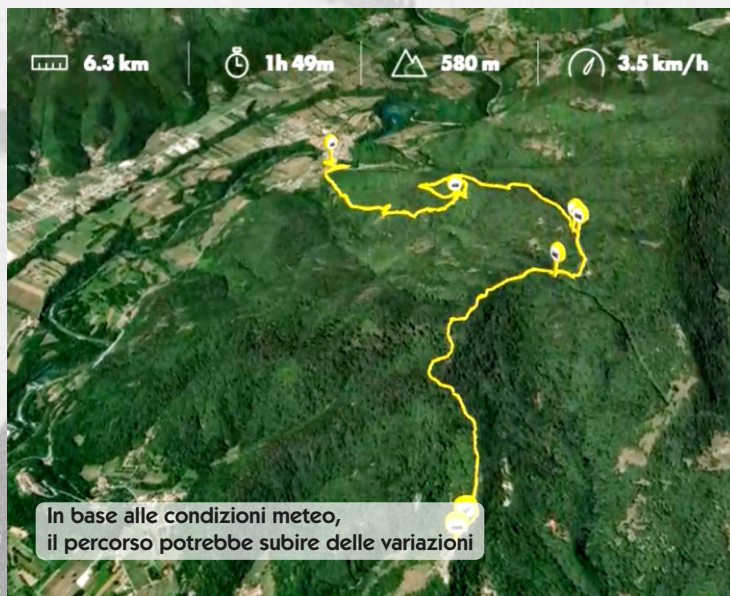 6.3 km 1h 49m 580 m 3.5 km/h
In base alle condizioni meteo,
il percorso potrebbe subire delle variazioni